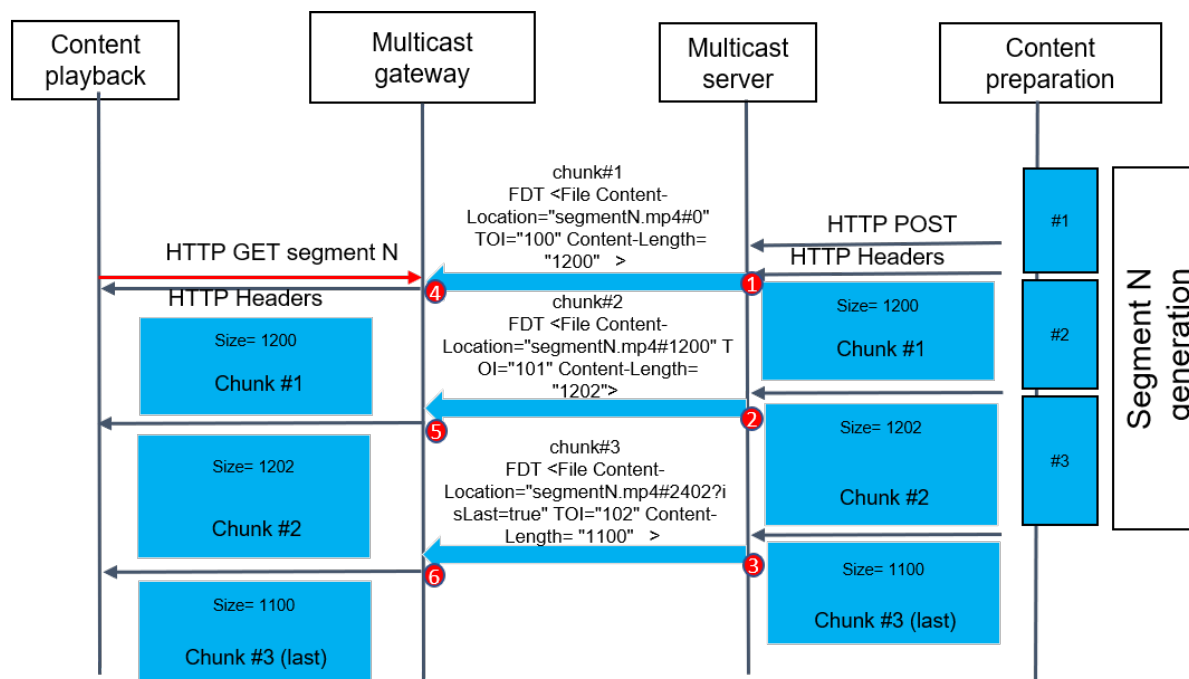 Content
playback
Multicast
gateway
Multicast
server
Content
preparation
chunk#1
FDT <File Content-
Location="segmentN.mp4#0"
TOI="100" Content-Length=
"1200"   >
HTTP POST
HTTP Headers
#1
HTTP GET segment N
HTTP Headers
4
1
chunk#2
FDT <File Content-
Location="segmentN.mp4#1200" T
OI="101" Content-Length=
"1202">
Size= 1200
Chunk #1
Size= 1200
Chunk #1
#2
Segment N
generation
5
2
chunk#3
FDT <File Content-
Location="segmentN.mp4#2402?i
sLast=true" TOI="102" Content-
Length= "1100"   >
Size= 1202
Chunk #2
Size= 1202
Chunk #2
#3
6
3
Size= 1100
Chunk #3 (last)
Size= 1100
Chunk #3 (last)